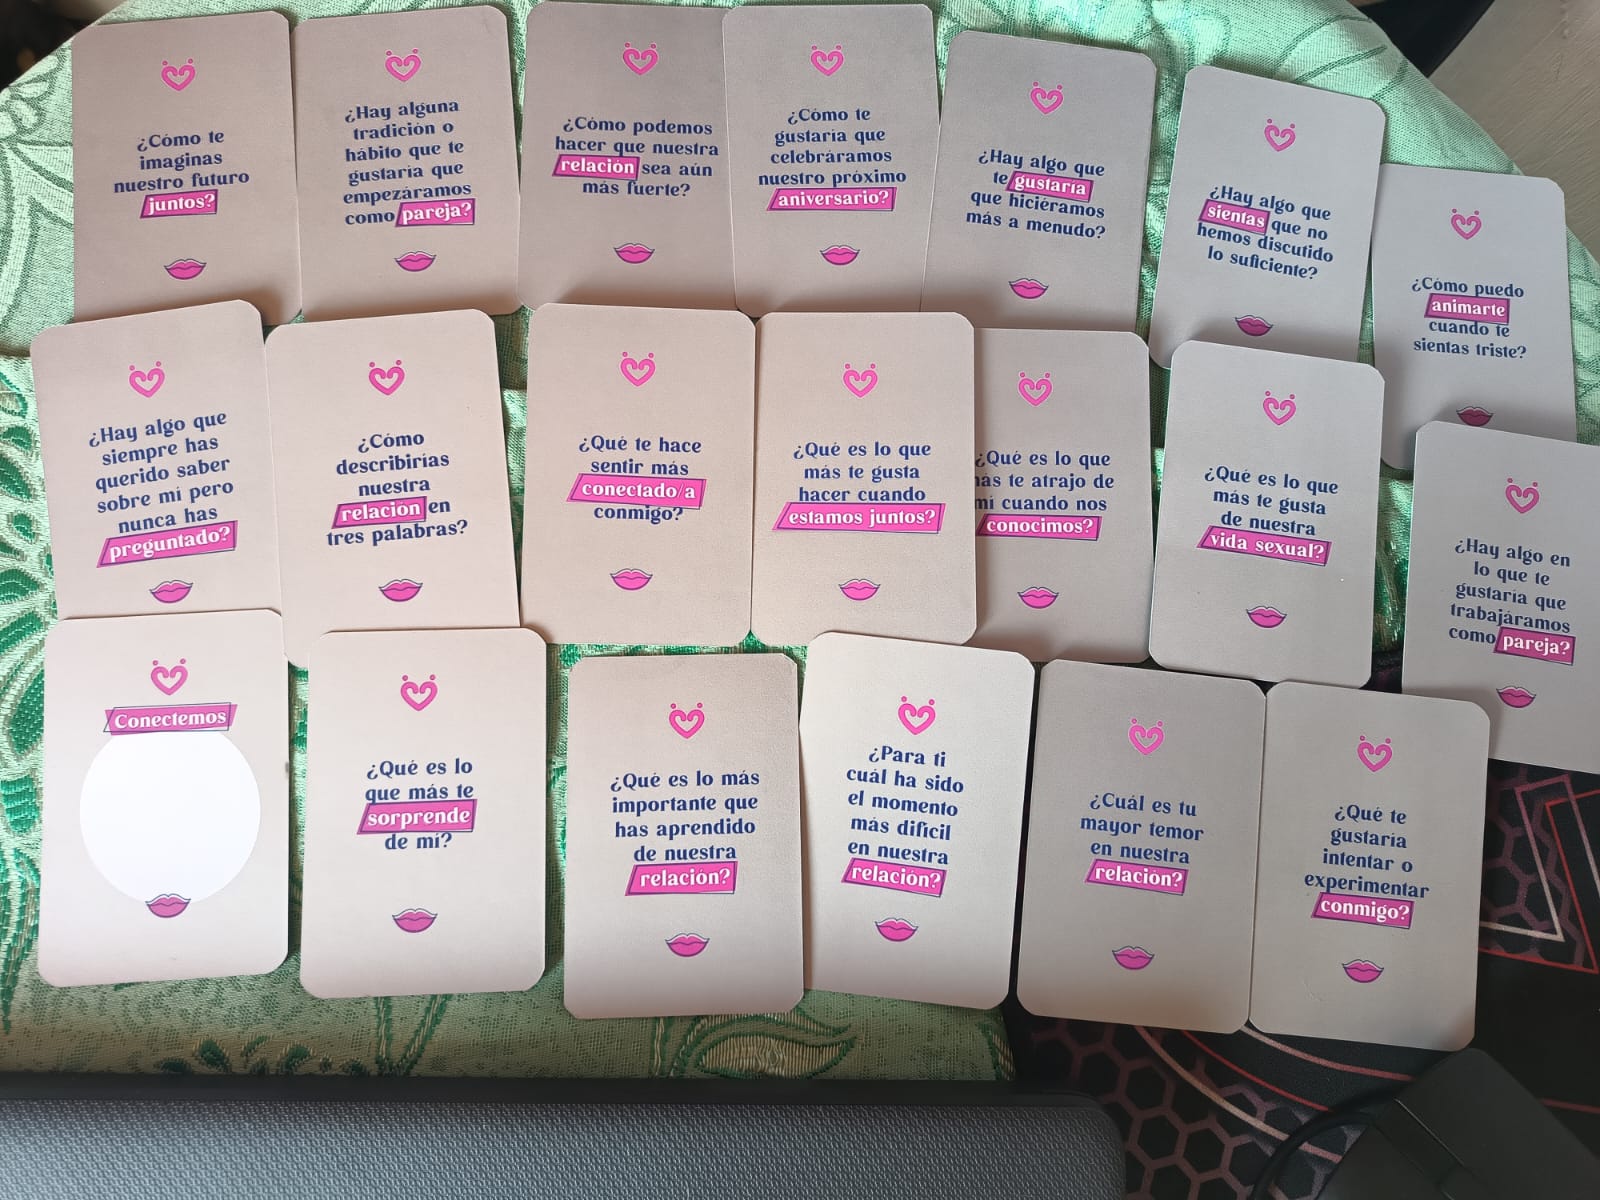 ¿Cómo te
imaginas
nuestro futuro
juntos?
¿Hay alguna
tradición o
hábito que te
gustaría que
empezáramos
como pareja?
¿Cómo podemos
hacer que nuestra
relación sea aún
más fuerte?
¿Cómo te
gustaría que
celebráramos
nuestro próximo
aniversario?
¿Hay algo que
te gustaría
que hiciéramos
más a menudo?
¿Hay algo que
sientas que no
hemos discutido
lo suficiente?
¿Cómo puedo
animarte
cuando te
sientas triste?
¿Hay algo que
siempre has
querido saber
sobre mí pero
nunca has
preguntado?
¿Cómo
describirías
nuestra
relación en
tres palabras?
¿Qué te hace
sentir más
conectado/a
conmigo?
¿Qué es lo que
más te gusta
hacer cuando
estamos juntos?
¿Qué es lo que
más te atrajo de
mí cuando nos
conocimos?
¿Qué es lo que
más te gusta
de nuestra
vida sexual?
¿Hay algo en
lo que te
gustaría que
trabajáramos
como pareja?
Conectemos
¿Qué es lo
que más te
sorprende
de mí?
¿Qué es lo más
importante que
has aprendido
de nuestra
relación?
¿Para ti
cuál ha sido
el momento
más difícil
en nuestra
relación?
¿Cuál es tu
mayor temor
en nuestra
relación?
¿Qué te
gustaría
intentar o
experimentar
conmigo?